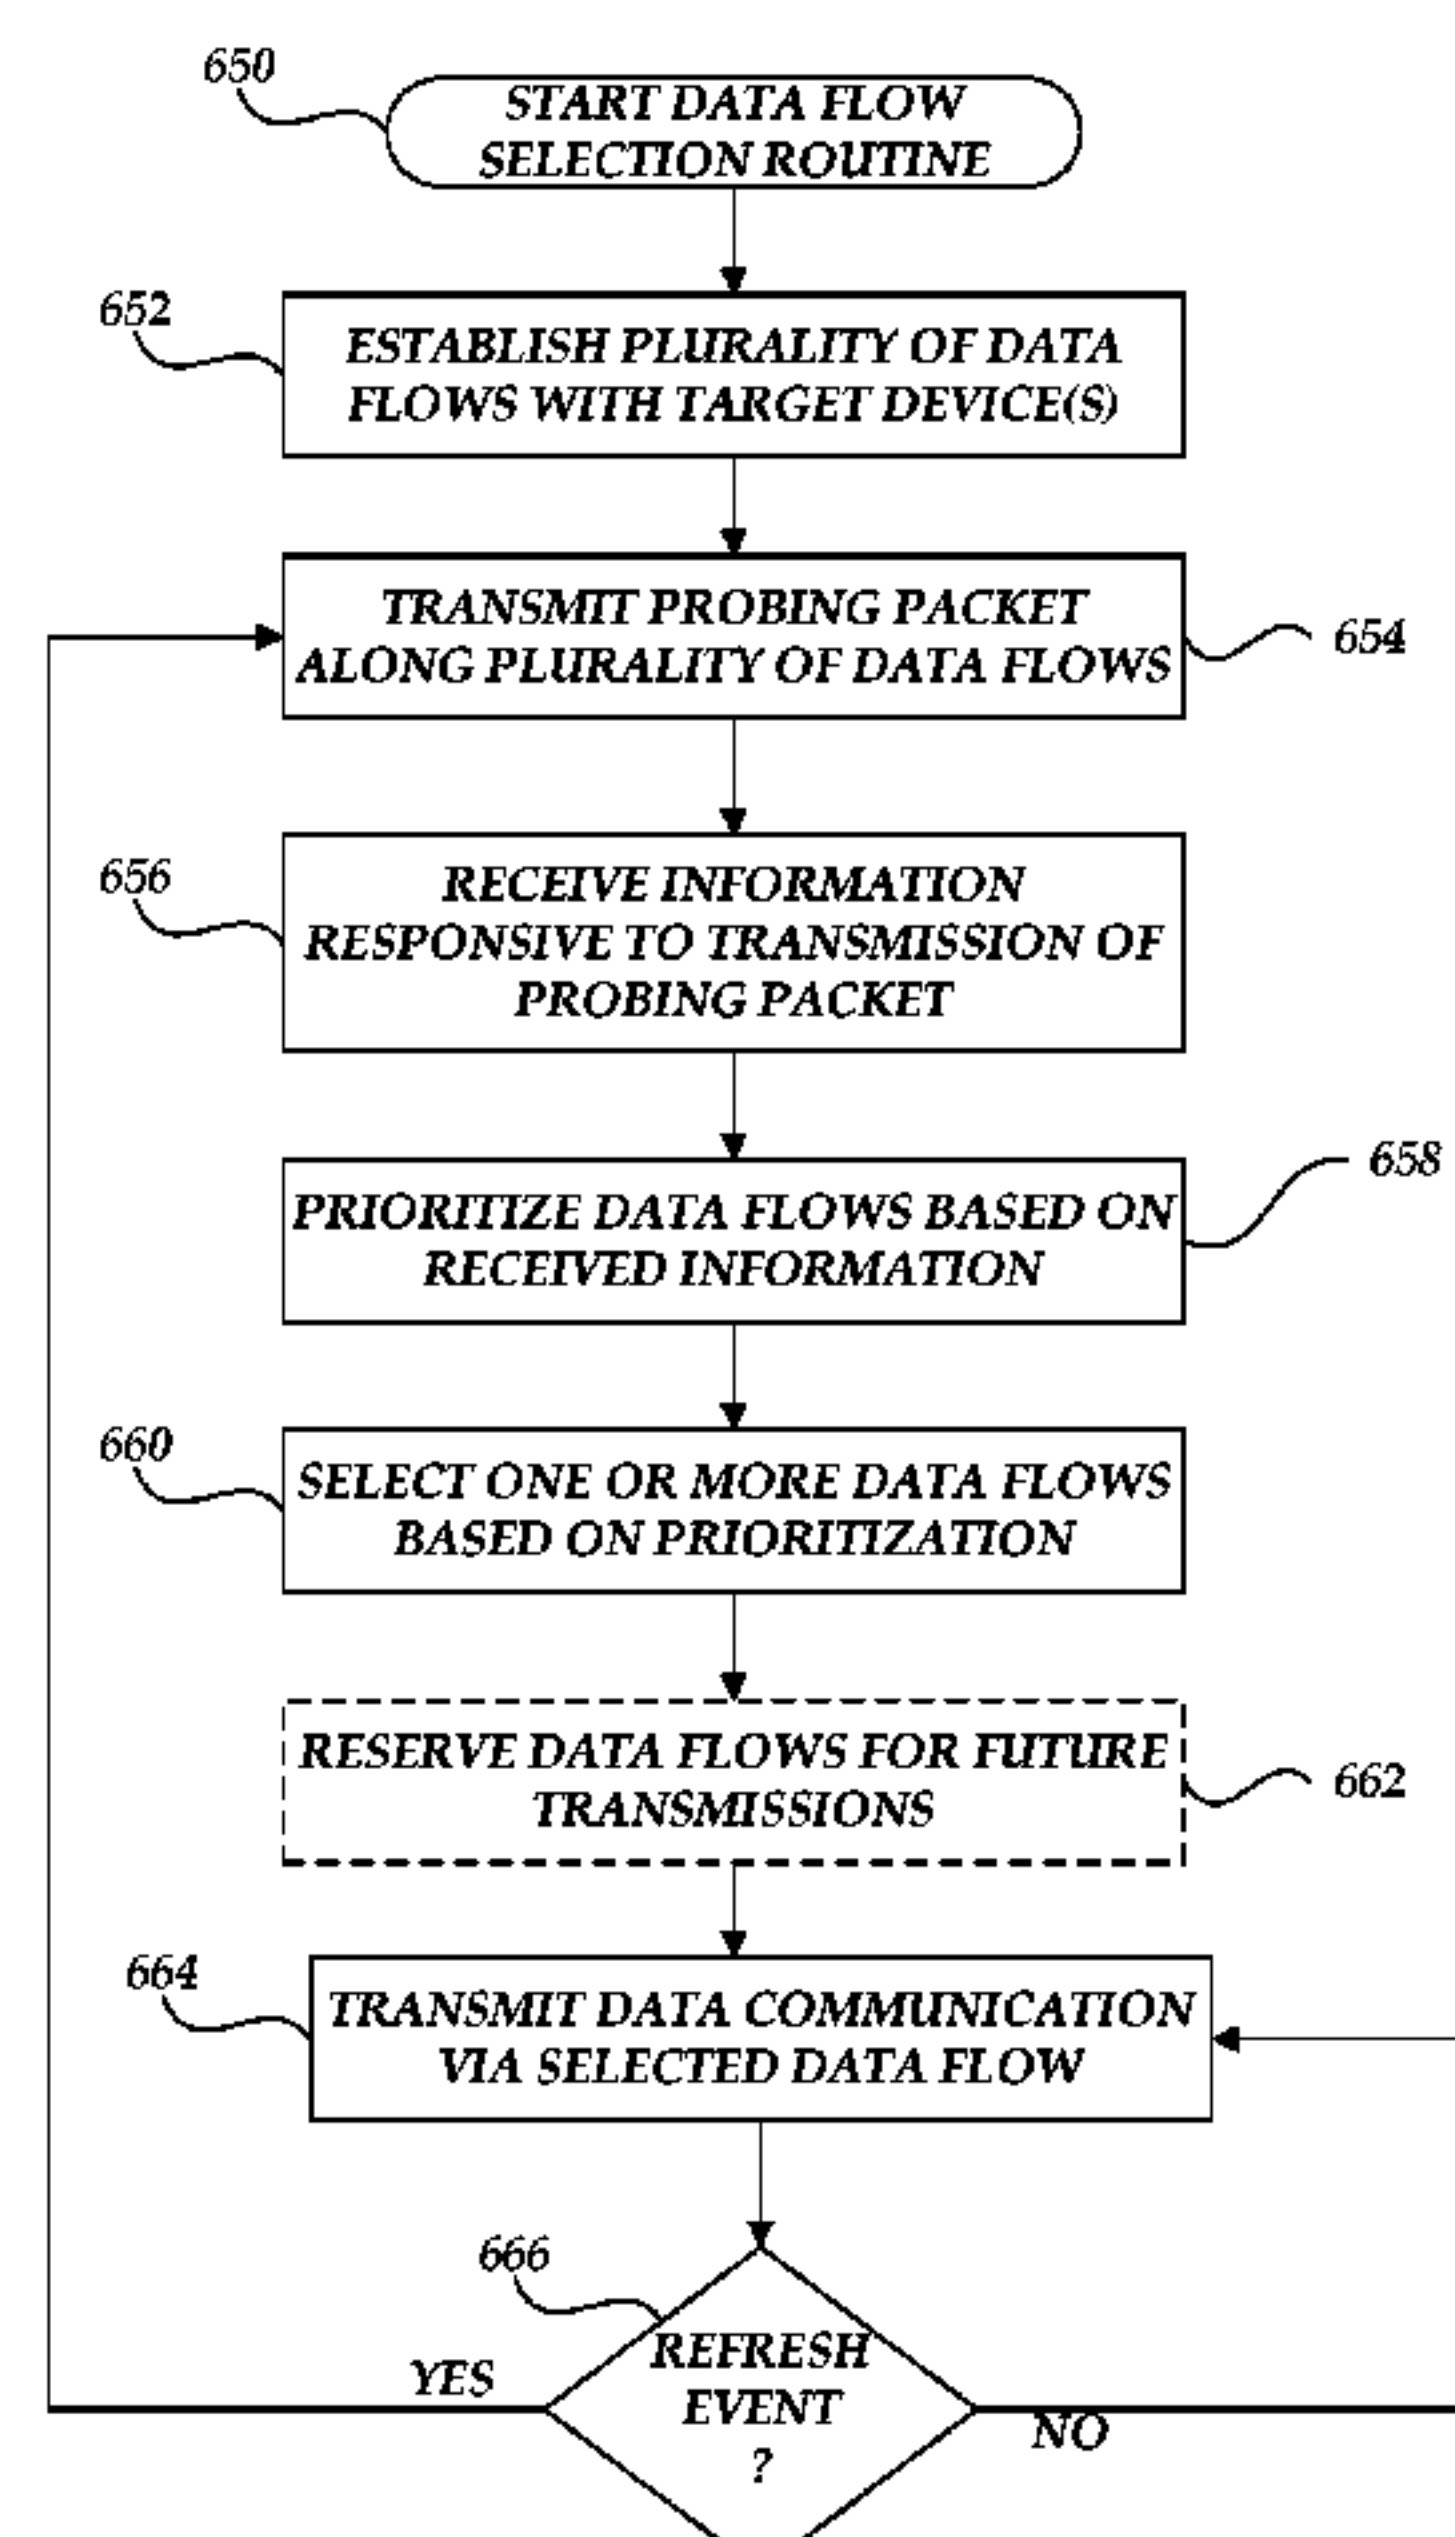 650
START DATA FLOW
SELECTION ROUTINE
652
ESTABLISH PLURALITY OF DATA
FLOWS WITH TARGET DEVICE(S)
TRANSMIT PROBING PACKET
ALONG PLURALITY OF DATA FLOWS
654
656
RECEIVE INFORMATION
RESPONSIVE TO TRANSMISSION OF
PROBING PACKET
658
PRIORITIZE DATA FLOWS BASED ON
RECEIVED INFORMATION
660
SELECT ONE OR MORE DATA FLOWS
BASED ON PRIORITIZATION
RESERVE DATA FLOWS FOR FUTURE
TRANSMISSIONS
662
664
TRANSMIT DATA COMMUNICATION
VIA SELECTED DATA FLOW
666
REFRESH
EVENT
?
YES
NO